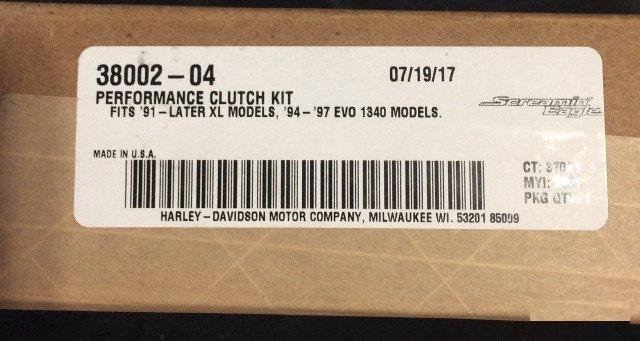 38002-04 07/19/17
PERFORMANCE CLUTCH KIT
FITS '91-LATER XL MODELS, '94-'97 EVO 1340 MODELS.
Screamin'
Eagle
MADE IN U.S.A.
CT:
MYI:
PKG QTY:
HARLEY-DAVIDSON MOTOR COMPANY, MILWAUKEE WI. 53201 85099